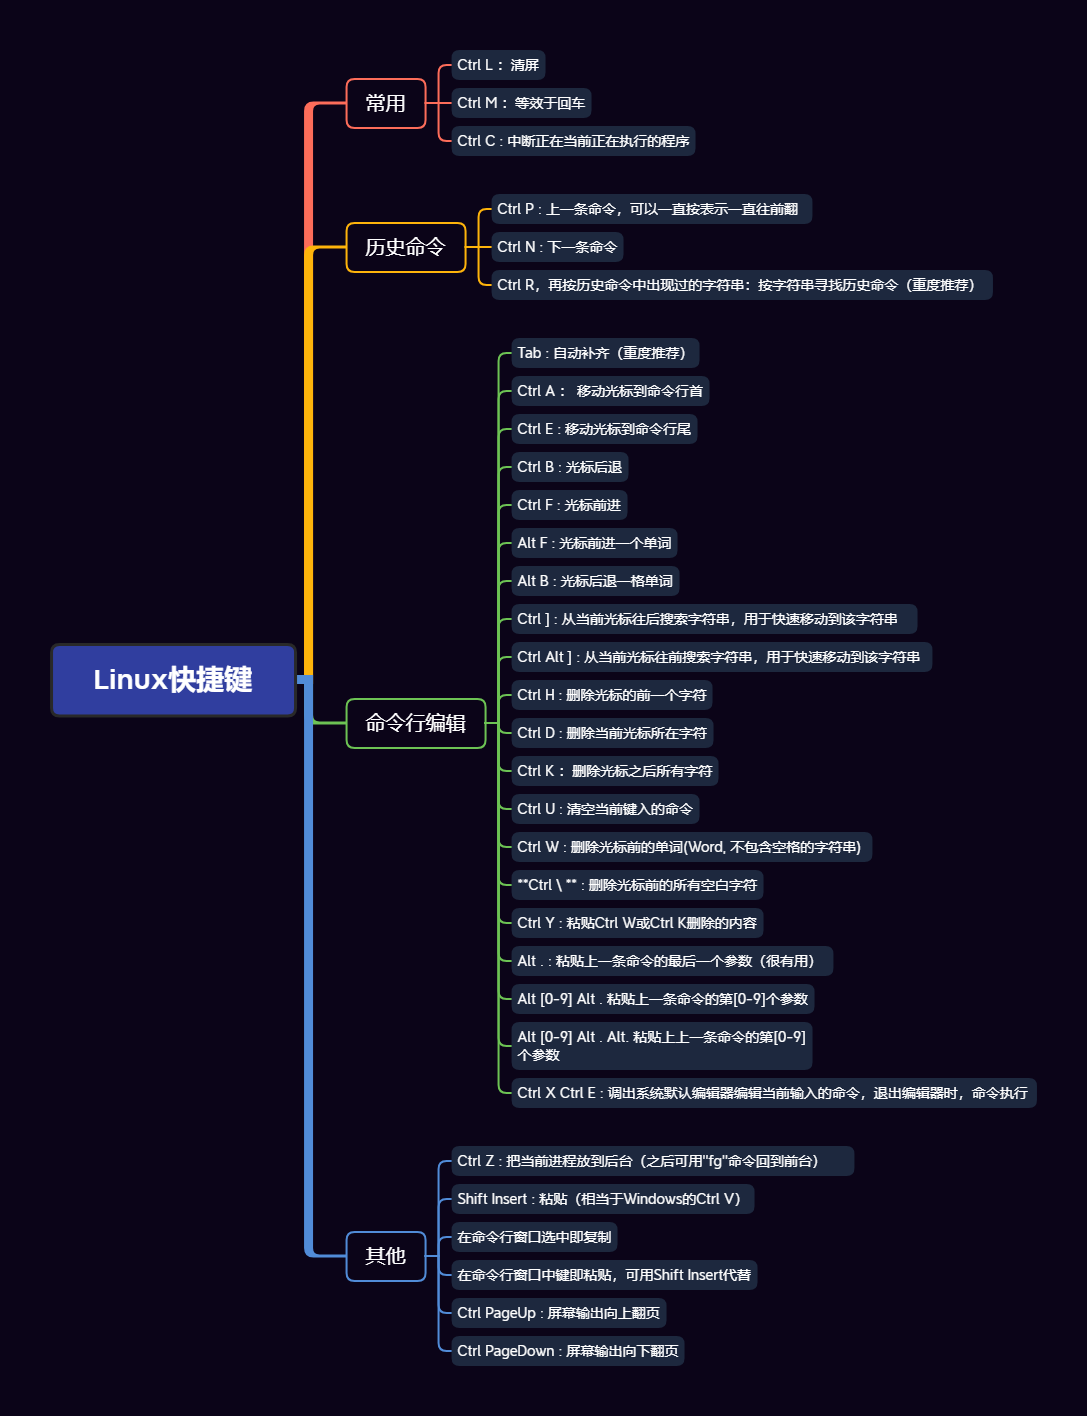 Linux快捷键
常用
Ctrl L： 清屏
Ctrl M： 等效于回车
Ctrl C : 中断正在当前正在执行的程序
历史命令
Ctrl P : 上一条命令，可以一直按表示一直往前翻
Ctrl N : 下一条命令
Ctrl R，再按历史命令中出现过的字符串：按字符串寻找历史命令（重度推荐）
命令行编辑
Tab : 自动补齐（重度推荐）
Ctrl A： 移动光标到命令行首
Ctrl E : 移动光标到命令行尾
Ctrl B : 光标后退
Ctrl F : 光标前进
Alt F : 光标前进一个单词
Alt B : 光标后退一格单词
Ctrl ] : 从当前光标往后搜索字符串，用于快速移动到该字符串
Ctrl Alt ] : 从当前光标往前搜索字符串，用于快速移动到该字符串
Ctrl H : 删除光标的前一个字符
Ctrl D : 删除当前光标所在字符
Ctrl K： 删除光标之后所有字符
Ctrl U : 清空当前键入的命令
Ctrl W : 删除光标前的单词(Word, 不包含空格的字符串)
**Ctrl \ ** : 删除光标前的所有空白字符
Ctrl Y : 粘贴Ctrl W或Ctrl K删除的内容
Alt . : 粘贴上一条命令的最后一个参数（很有用）
Alt [0-9] Alt . 粘贴上一条命令的第[0-9]个参数
Alt [0-9] Alt . Alt. 粘贴上上一条命令的第[0-9]
个参数
Ctrl X Ctrl E : 调出系统默认编辑器编辑当前输入的命令，退出编辑器时，命令执行
其他
Ctrl Z : 把当前进程放到后台（之后可用"fg"命令回到前台）
Shift Insert : 粘贴（相当于Windows的Ctrl V）
在命令行窗口选中即复制
在命令行窗口中键即粘贴，可用Shift Insert代替
Ctrl PageUp : 屏幕输出向上翻页
Ctrl PageDown : 屏幕输出向下翻页